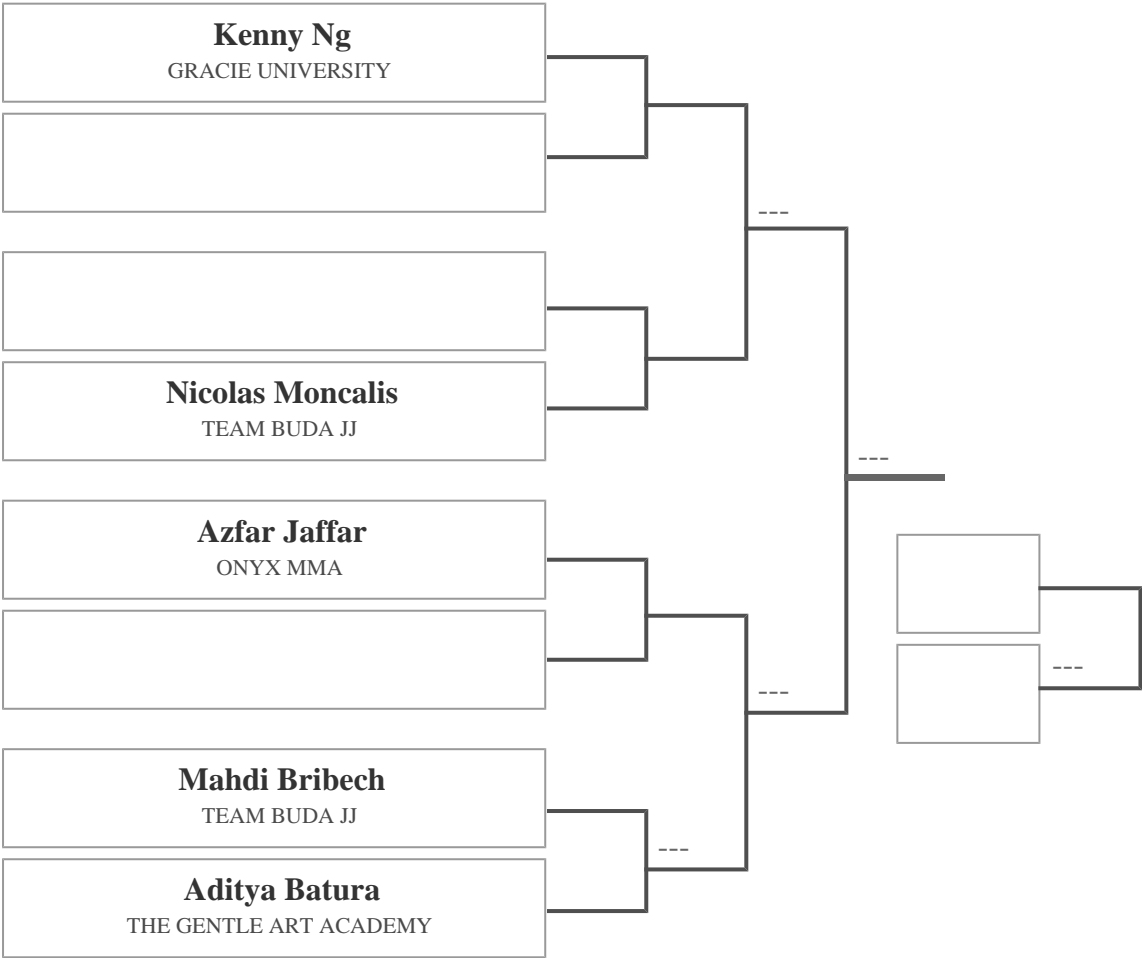 Kenny Ng
GRACIE UNIVERSITY
Nicolas Moncalis
TEAM BUDA JJ
Azfar Jaffar
ONYX MMA
Mahdi Bribech
TEAM BUDA JJ
Aditya Batura
THE GENTLE ART ACADEMY
---
---
---
---
---